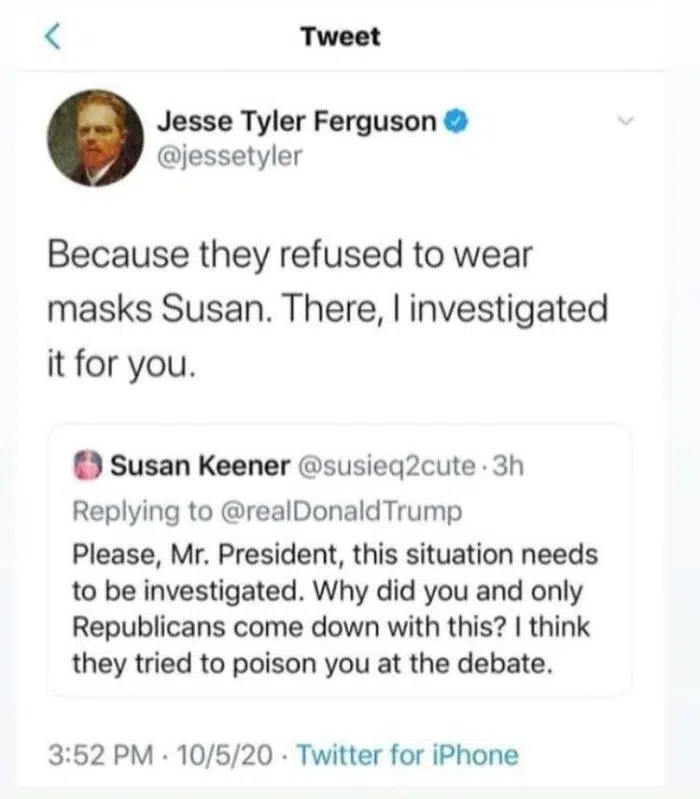 Tweet
Jesse Tyler Ferguson
@jessetyler
Because they refused to wear
masks Susan. There, I investigated
it for you.
Susan Keener @susieq2cute · 3h
Replying to @realDonaldTrump
Please, Mr. President, this situation needs
to be investigated. Why did you and only
Republicans come down with this? I think
they tried to poison you at the debate.
3:52 PM · 10/5/20 · Twitter for iPhone